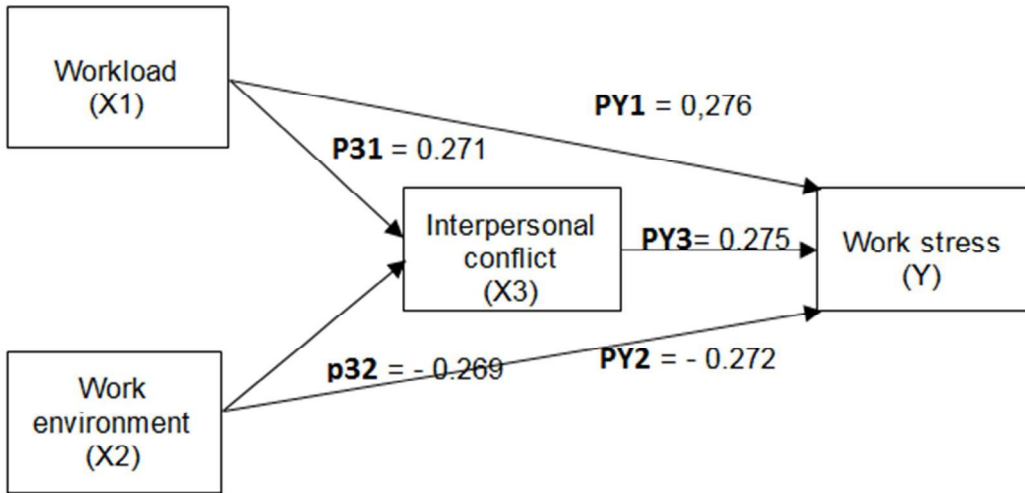 Workload
(X1)
PY1 = 0,276
P31 = 0.271
Interpersonal
conflict
(X3)
PY3= 0.275
Work stress
(Y)
p32 = - 0.269
PY2 = - 0.272
Work
environment
(X2)